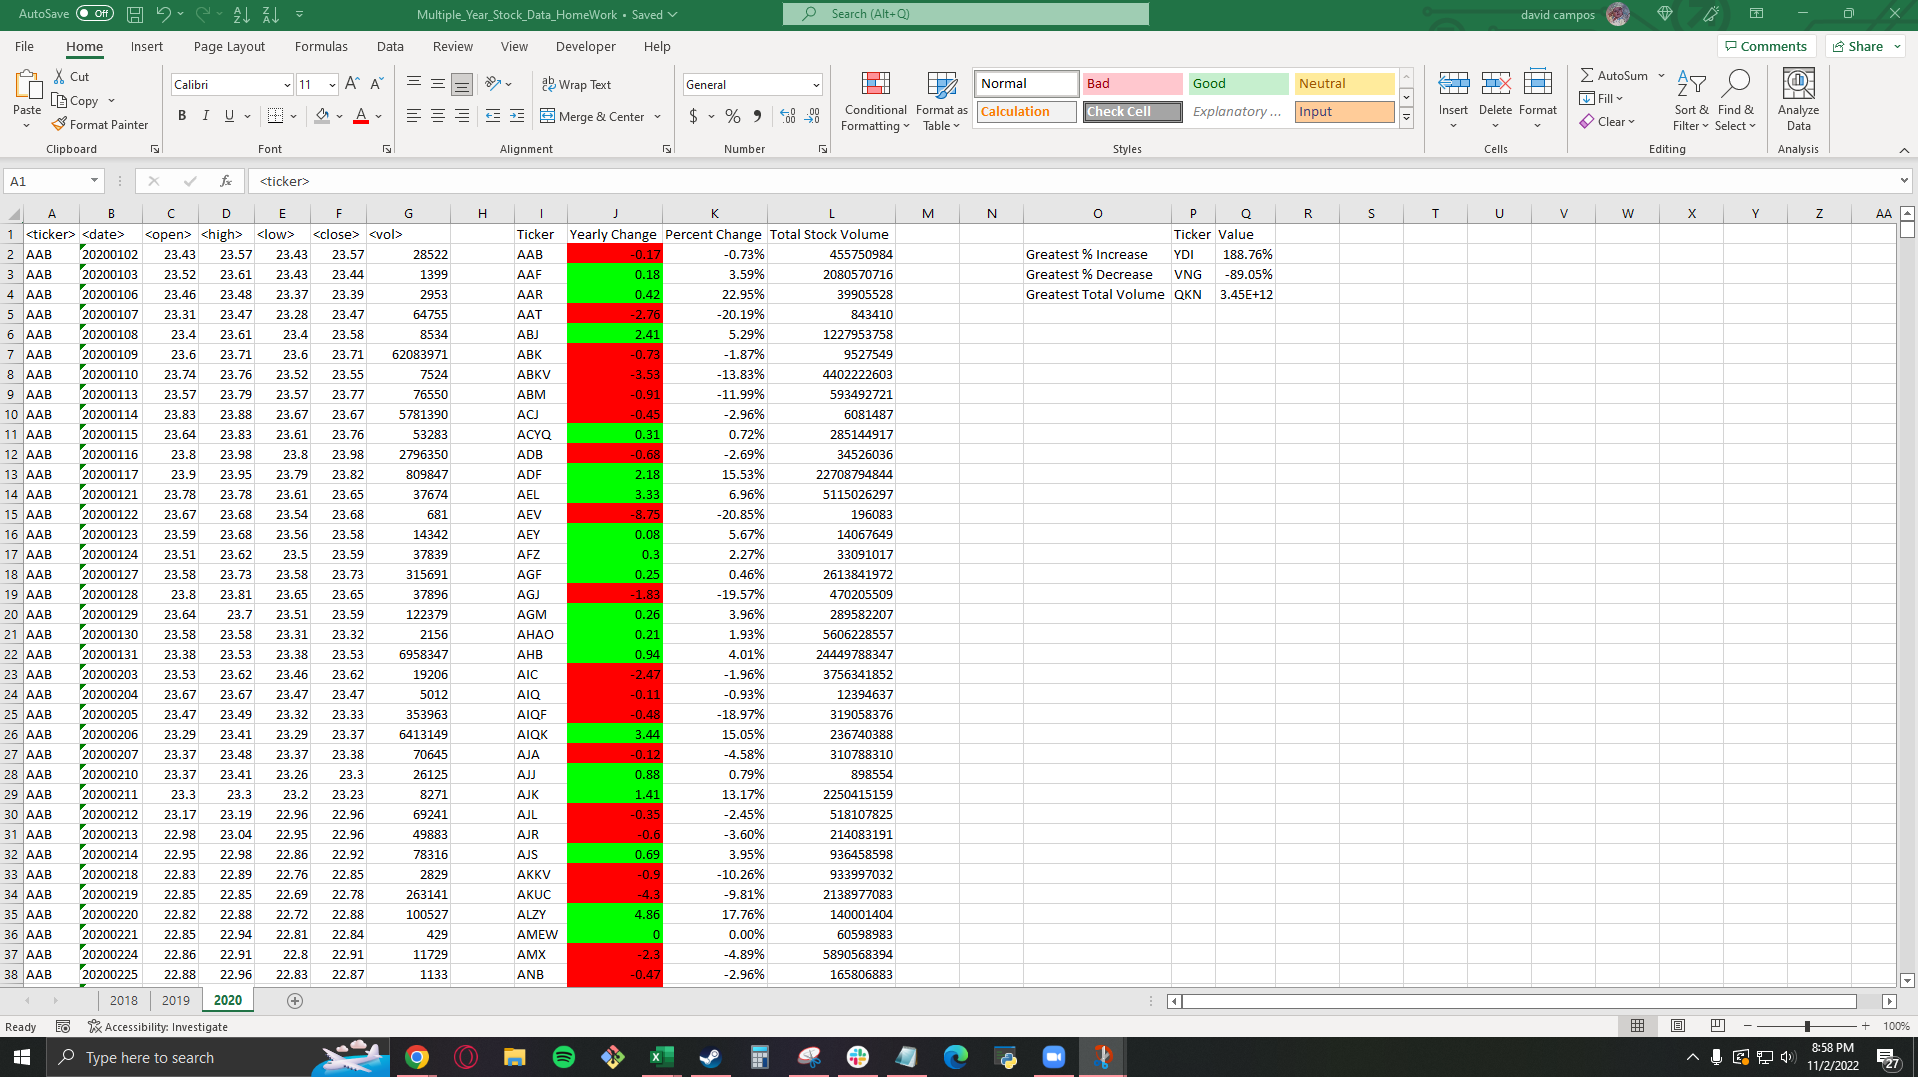 AutoSave Off Multiple_Year_Stock_Data_HomeWork • Saved Search (Alt+Q) david campos
File Home Insert Page Layout Formulas Data Review View Developer Help Comments Share
Cut Calibri 11 Wrap Text General Normal Bad Good Neutral AutoSum
Paste Copy Conditional Formatting Format as Table Insert Delete Format Fill Sort & Filter Find & Select Analyze Data
Format Painter B I U Merge & Center $ % Calculation Check Cell Explanatory ... Input Clear
Clipboard Font Alignment Number Styles Cells Editing Analysis
A1 fx <ticker>
A B C D E F G H I J K L M N O P Q R S T U V W X Y Z AA
1 <ticker> <date> <open> <high> <low> <close> <vol> Ticker Yearly Change Percent Change Total Stock Volume Ticker Value
2 AAB 20200102 23.43 23.57 23.43 23.57 28522 AAB -0.17 -0.73% 455750984 Greatest % Increase YDI 188.76%
3 AAB 20200103 23.52 23.61 23.43 23.44 1399 AAF 0.18 3.59% 2080570716 Greatest % Decrease VNG -89.05%
4 AAB 20200106 23.46 23.48 23.37 23.39 2953 AAR 0.42 22.95% 39905528 Greatest Total Volume QKN 3.45E+12
5 AAB 20200107 23.31 23.47 23.28 23.47 64755 AAT -2.76 -20.19% 843410
6 AAB 20200108 23.4 23.61 23.4 23.58 8534 ABJ 2.41 5.29% 1227953758
7 AAB 20200109 23.6 23.71 23.6 23.71 62083971 ABK -0.73 -1.87% 9527549
8 AAB 20200110 23.74 23.76 23.52 23.55 7524 ABKV -3.53 -13.83% 4402222603
9 AAB 20200113 23.57 23.79 23.57 23.77 76550 ABM -0.91 -11.99% 593492721
10 AAB 20200114 23.83 23.88 23.67 23.67 5781390 ACJ -0.45 -2.96% 6081487
11 AAB 20200115 23.64 23.83 23.61 23.76 53283 ACYQ 0.31 0.72% 285144917
12 AAB 20200116 23.8 23.98 23.8 23.98 2796350 ADB -0.68 -2.69% 34526036
13 AAB 20200117 23.9 23.95 23.79 23.82 809847 ADF 2.18 15.53% 22708794844
14 AAB 20200121 23.78 23.78 23.61 23.65 37674 AEL 3.33 6.96% 5115026297
15 AAB 20200122 23.67 23.68 23.54 23.68 681 AEV -8.75 -20.85% 196083
16 AAB 20200123 23.59 23.68 23.56 23.58 14342 AEY 0.08 5.67% 14067649
17 AAB 20200124 23.51 23.62 23.5 23.59 37839 AFZ 0.3 2.27% 33091017
18 AAB 20200127 23.58 23.73 23.58 23.73 315691 AGF 0.25 0.46% 2613841972
19 AAB 20200128 23.8 23.81 23.65 23.65 37896 AGJ -1.83 -19.57% 470205509
20 AAB 20200129 23.64 23.7 23.51 23.59 122379 AGM 0.26 3.96% 289582207
21 AAB 20200130 23.58 23.58 23.31 23.32 2156 AHAO 0.21 1.93% 5606228557
22 AAB 20200131 23.38 23.53 23.38 23.53 6958347 AHB 0.94 4.01% 24449788347
23 AAB 20200203 23.53 23.62 23.46 23.62 19206 AIC -2.47 -1.96% 3756341852
24 AAB 20200204 23.67 23.67 23.47 23.47 5012 AIQ -0.11 -0.93% 12394637
25 AAB 20200205 23.47 23.49 23.32 23.33 353963 AIQF -0.48 -18.97% 319058376
26 AAB 20200206 23.29 23.41 23.29 23.37 6413149 AIQK 3.44 15.05% 236740388
27 AAB 20200207 23.37 23.48 23.37 23.38 70645 AJA -0.12 -4.58% 310788310
28 AAB 20200210 23.37 23.41 23.26 23.3 26125 AJJ 0.88 0.79% 898554
29 AAB 20200211 23.3 23.3 23.2 23.23 8271 AJK 1.41 13.17% 2250415159
30 AAB 20200212 23.17 23.19 22.96 22.96 69241 AJL -0.35 -2.45% 518107825
31 AAB 20200213 22.98 23.04 22.95 22.96 49883 AJR -0.6 -3.60% 214083191
32 AAB 20200214 22.95 22.98 22.86 22.92 78316 AJS 0.69 3.95% 936458598
33 AAB 20200218 22.83 22.89 22.76 22.85 2829 AKKV -0.9 -10.26% 933997032
34 AAB 20200219 22.85 22.85 22.69 22.78 263141 AKUC -4.3 -9.81% 2138977083
35 AAB 20200220 22.82 22.88 22.72 22.88 100527 ALZY 4.86 17.76% 140001404
36 AAB 20200221 22.85 22.94 22.81 22.84 429 AMEW 0 0.00% 60598983
37 AAB 20200224 22.86 22.91 22.8 22.91 11729 AMX -2.3 -4.89% 5890568394
38 AAB 20200225 22.88 22.96 22.83 22.87 1133 ANB -0.47 -2.96% 165806883
2018 2019 2020
Ready Accessibility: Investigate 100%
Type here to search 8:58 PM
11/2/2022 27